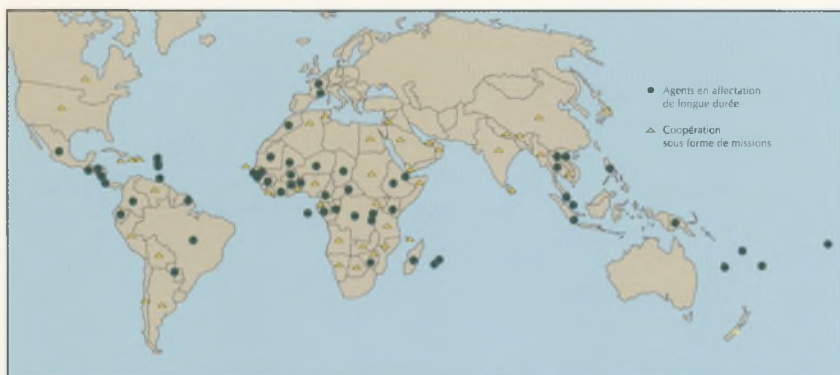 Agents en affectation
de longue durée
Coopération
sous forme de missions